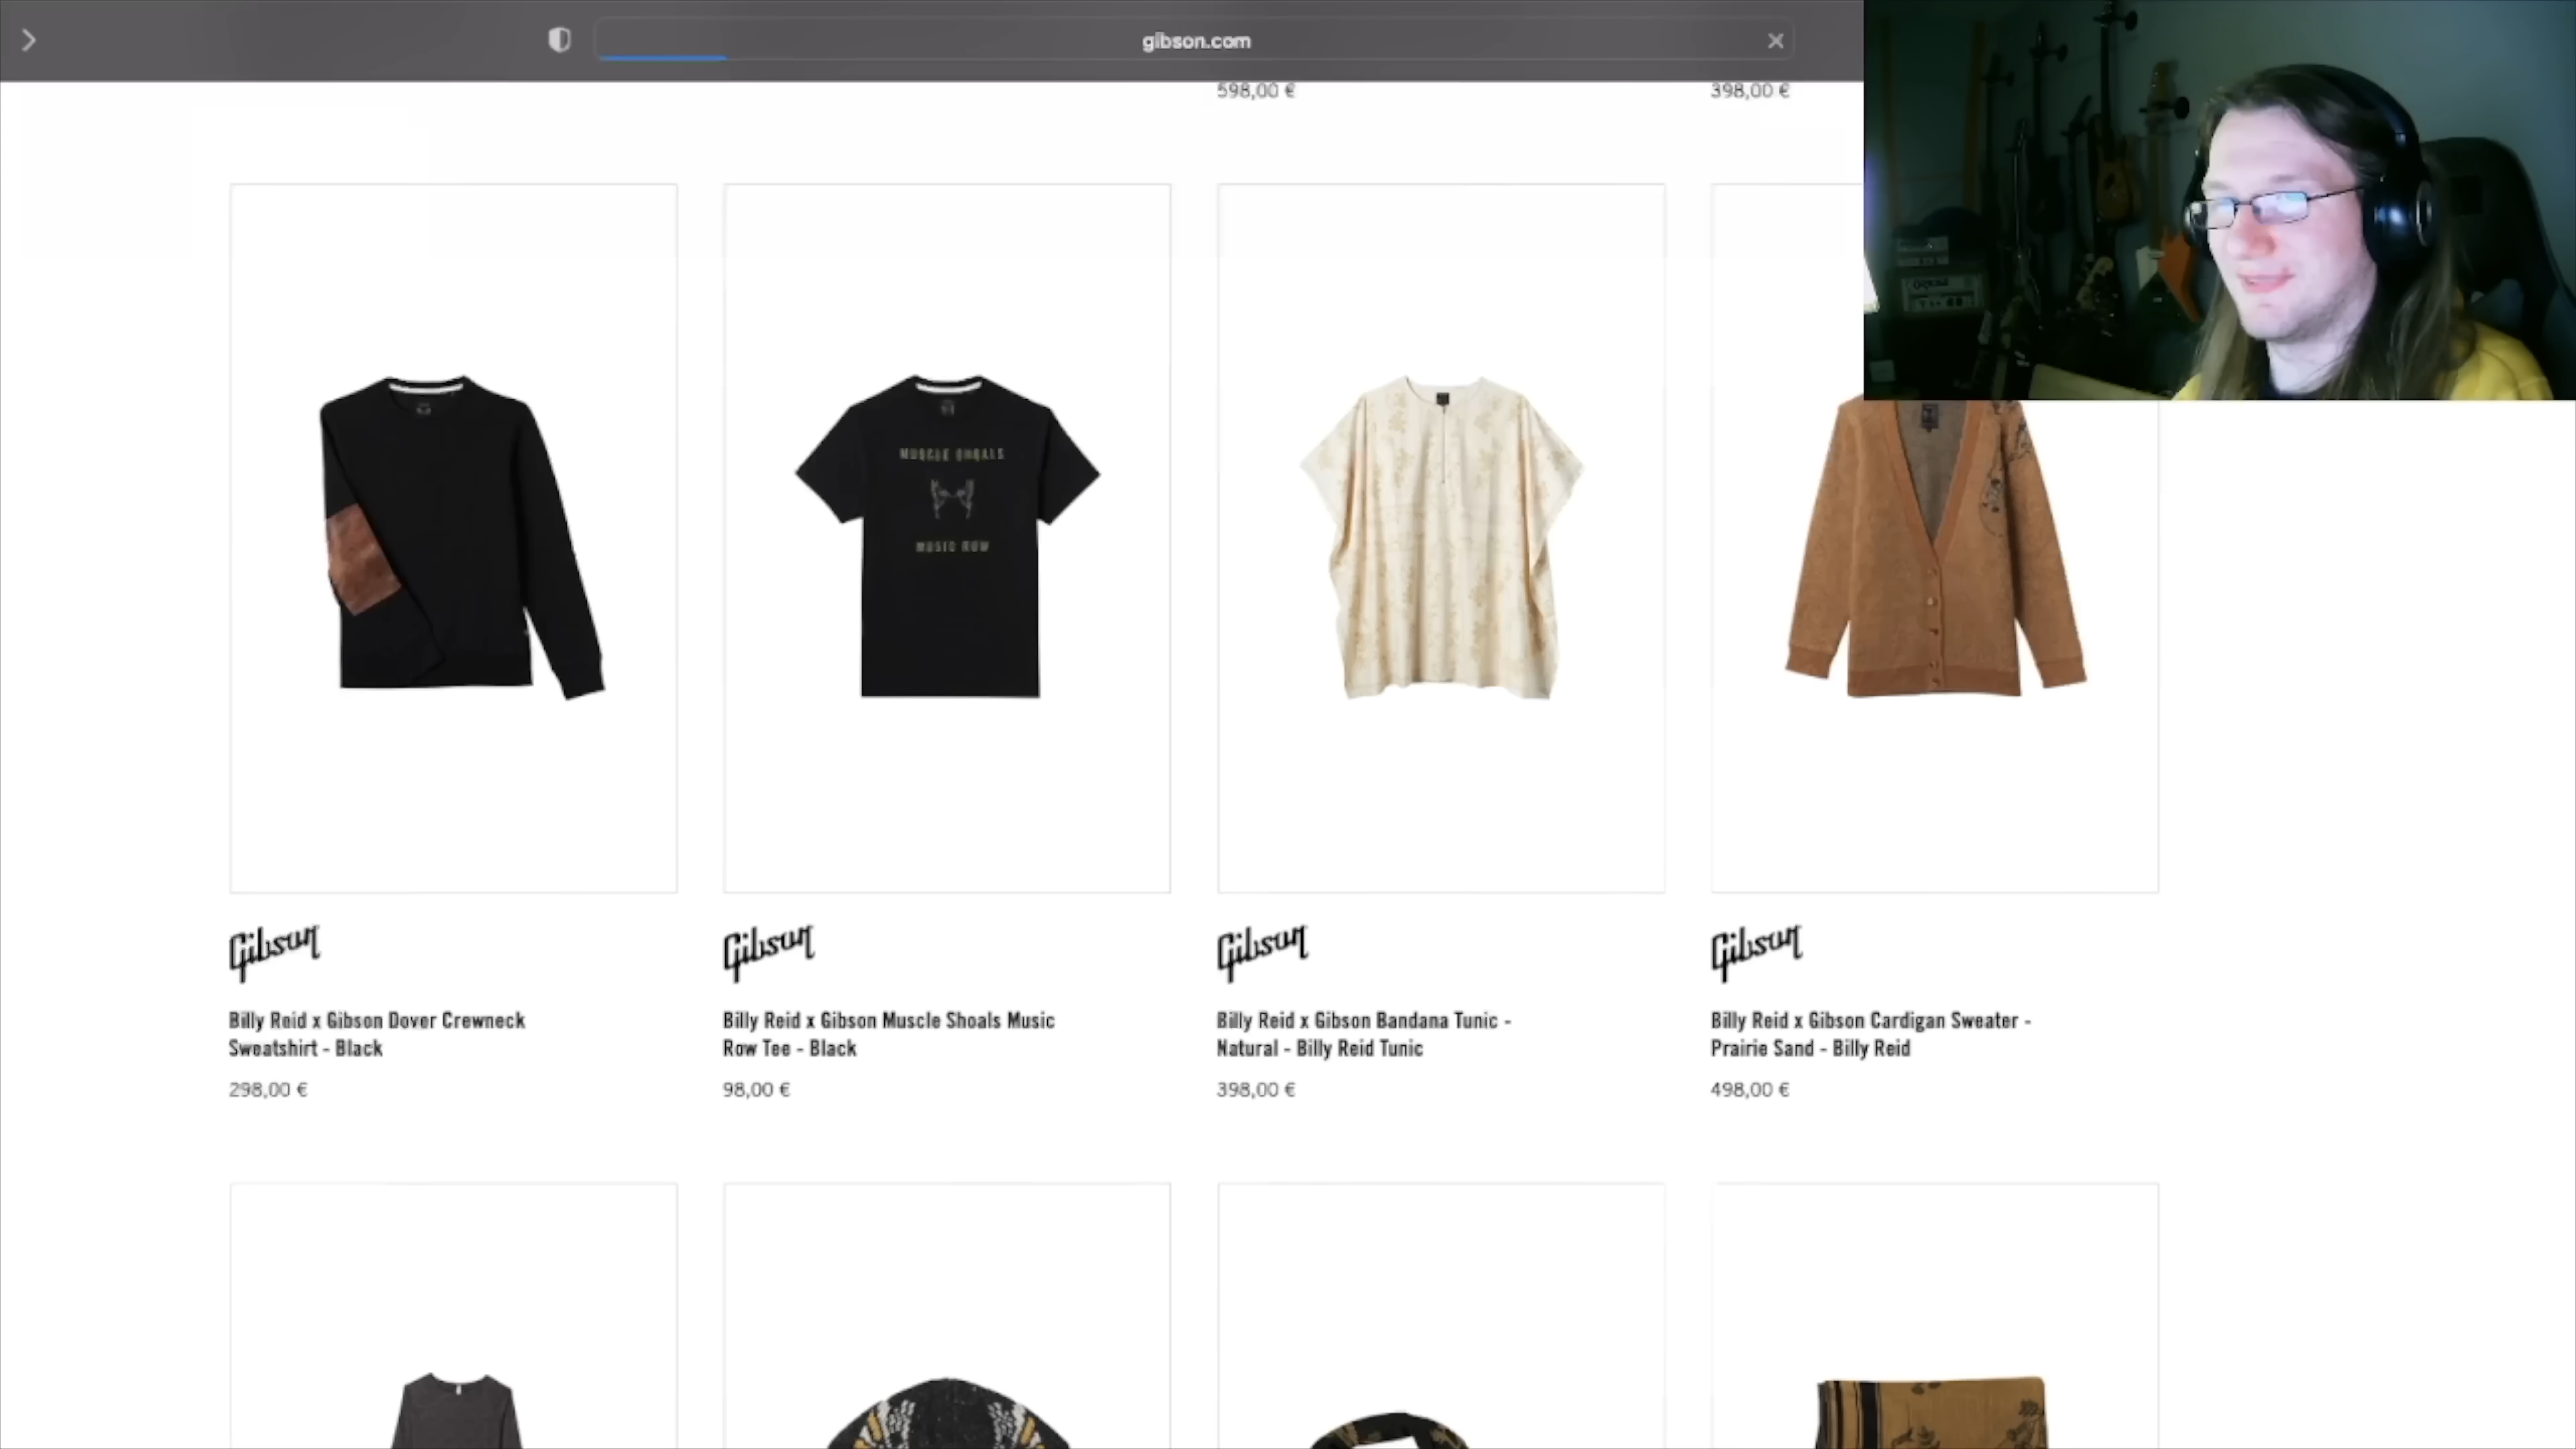 gibson.com
598,00 €
398,00 €
MUSCLE SHOALS
MUSIC ROW
Gibson
Gibson
Gibson
Gibson
Billy Reid x Gibson Dover Crewneck
Sweatshirt - Black
298,00 €
Billy Reid x Gibson Muscle Shoals Music
Row Tee - Black
98,00 €
Billy Reid x Gibson Bandana Tunic -
Natural - Billy Reid Tunic
398,00 €
Billy Reid x Gibson Cardigan Sweater -
Prairie Sand - Billy Reid
498,00 €